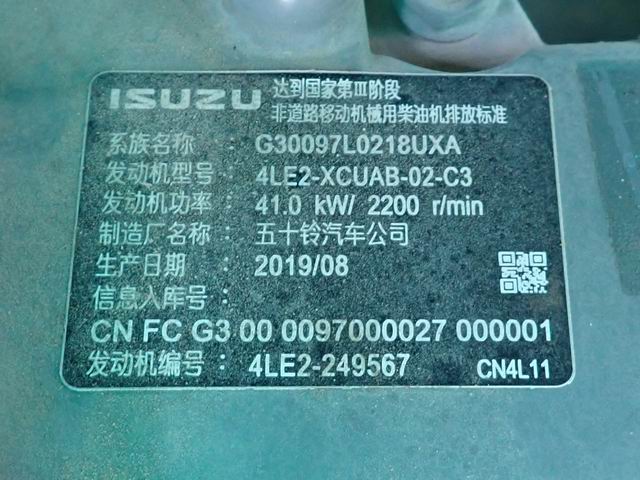 ISUZU 达到国家第Ⅲ阶段
非道路移动机械用柴油机排放标准
系族名称 : G30097L0218UXA
发动机型号 : 4LE2-XCUAB-02-C3
发动机功率 : 41.0 kW/ 2200 r/min
制造厂名称 : 五十铃汽车公司
生产日期 : 2019/08
信息入库号 :
CN FC G3 00 0097000027 000001
发动机编号 : 4LE2-249567 CN4L11